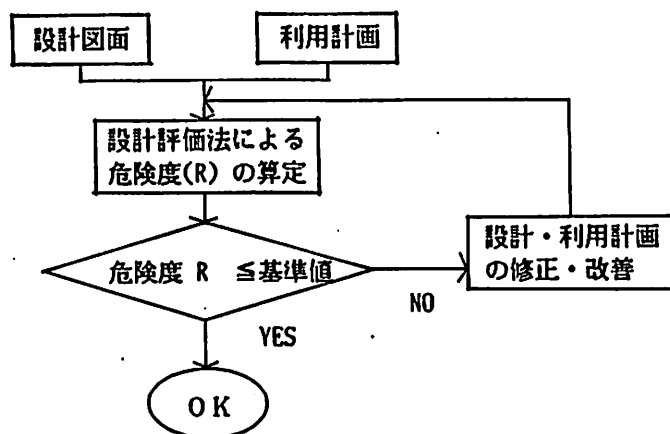 設計図面
利用計画
設計評価法による
危険度(R) の算定
危険度 R ≦基準値
設計・利用計画
の修正・改善
NO
YES
OK